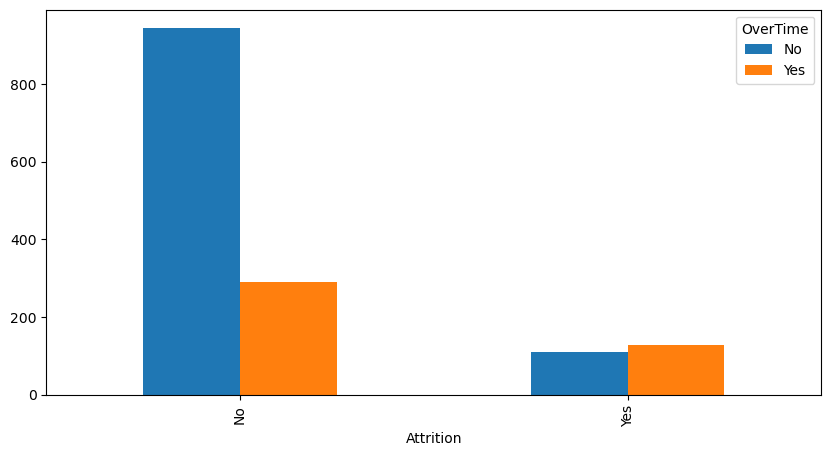 OverTime
No
Yes
800
600
400
200
0
No
Yes
Attrition